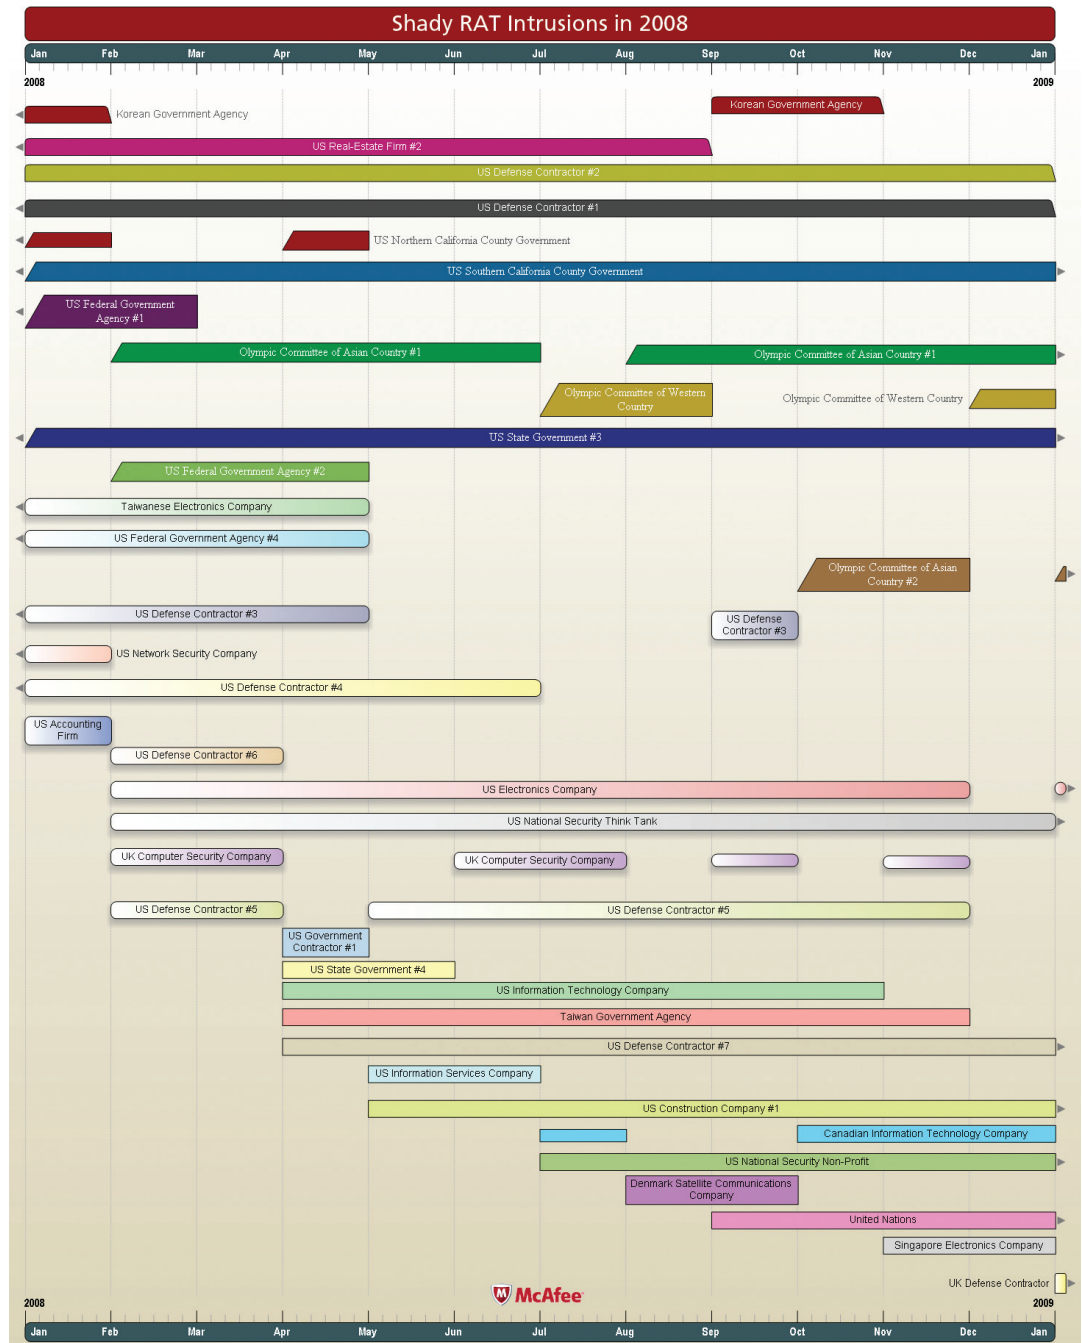 Shady RAT Intrusions in 2008
Jan Feb Mar Apr May Jun Jul Aug Sep Oct Nov Dec Jan
2008 2009
Korean Government Agency
Korean Government Agency
US Real-Estate Firm #2
US Defense Contractor #2
US Defense Contractor #1
US Northern California County Government
US Southern California County Government
US Federal Government
Agency #1
Olympic Committee of Asian Country #1
Olympic Committee of Asian Country #1
Olympic Committee of Western
Country
Olympic Committee of Western Country
US State Government #3
US Federal Government Agency #2
Taiwanese Electronics Company
US Federal Government Agency #4
Olympic Committee of Asian
Country #2
US Defense Contractor #3
US Defense
Contractor #3
US Network Security Company
US Defense Contractor #4
US Accounting
Firm
US Defense Contractor #6
US Electronics Company
US National Security Think Tank
UK Computer Security Company
UK Computer Security Company
US Defense Contractor #5
US Defense Contractor #5
US Government
Contractor #1
US State Government #4
US Information Technology Company
Taiwan Government Agency
US Defense Contractor #7
US Information Services Company
US Construction Company #1
Canadian Information Technology Company
US National Security Non-Profit
Denmark Satellite Communications
Company
United Nations
Singapore Electronics Company
UK Defense Contractor
McAfee
2008 2009
Jan Feb Mar Apr May Jun Jul Aug Sep Oct Nov Dec Jan